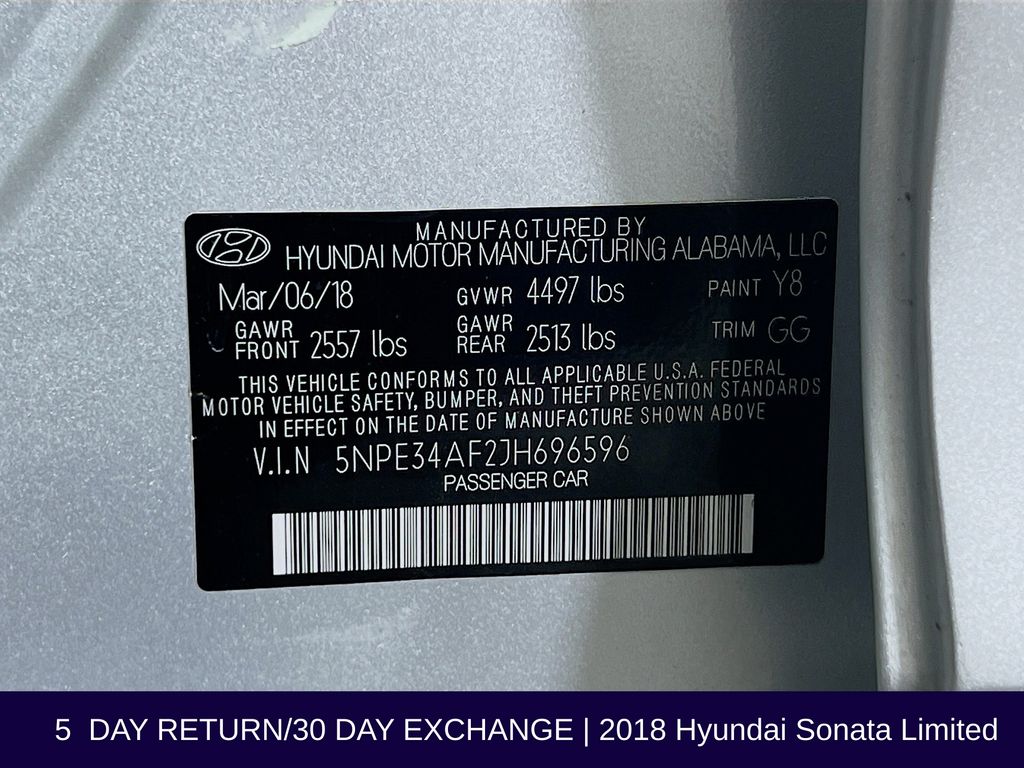 MANUFACTURED BY
HYUNDAI MOTOR MANUFACTURING ALABAMA, LLC
Mar/06/18 GVWR 4497 lbs PAINT Y8
GAWR FRONT 2557 lbs GAWR REAR 2513 lbs TRIM GG
THIS VEHICLE CONFORMS TO ALL APPLICABLE U.S.A. FEDERAL
MOTOR VEHICLE SAFETY, BUMPER, AND THEFT PREVENTION STANDARDS
IN EFFECT ON THE DATE OF MANUFACTURE SHOWN ABOVE
V.I.N 5NPE34AF2JH696596
PASSENGER CAR
5 DAY RETURN/30 DAY EXCHANGE | 2018 Hyundai Sonata Limited